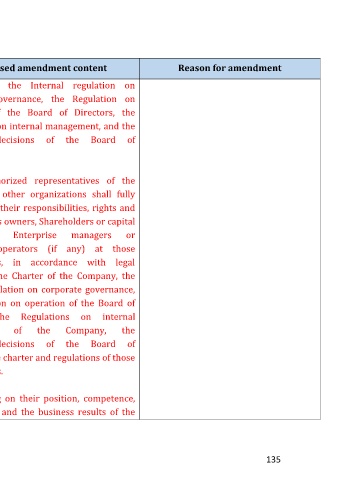 sed amendment content Reason for amendment
the Internal regulation on
overnance, the Regulation on
the Board of Directors, the
on internal management, and the
decisions of the Board of
orized representatives of the
other organizations shall fully
their responsibilities, rights and
s owners, Shareholders or capital
Enterprise managers or
operators (if any) at those
, in accordance with legal
he Charter of the Company, the
lation on corporate governance,
on on operation of the Board of
he Regulations on internal
of the Company, the
decisions of the Board of
charter and regulations of those
.
g on their position, competence,
and the business results of the
135